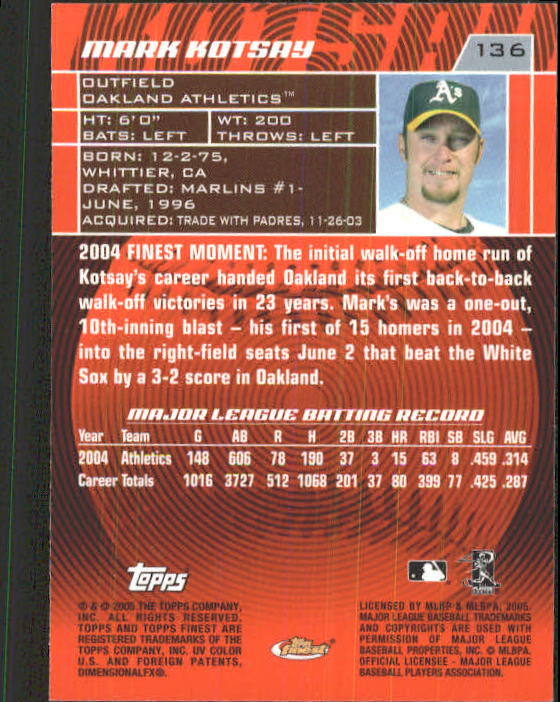 MARK KOTSAY
136
OUTFIELD
OAKLAND ATHLETICS™
HT: 6'0"
WT: 200
BATS: LEFT
THROWS: LEFT
BORN: 12-2-75,
WHITTIER, CA
DRAFTED: MARLINS #1-
JUNE, 1996
ACQUIRED: TRADE WITH PADRES, 11-26-03
A's
2004 FINEST MOMENT: The initial walk-off home run of
Kotsay's career handed Oakland its first back-to-back
walk-off victories in 23 years. Mark's was a one-out,
10th-inning blast – his first of 15 homers in 2004 –
into the right-field seats June 2 that beat the White
Sox by a 3-2 score in Oakland.
MAJOR LEAGUE BATTING RECORD
Year Team G AB R H 2B 3B HR RBI SB SLG AVG
2004 Athletics 148 606 78 190 37 3 15 63 8 .459 .314
Career Totals 1016 3727 512 1068 201 37 80 399 77 .425 .287
Topps
® & © 2005 THE TOPPS COMPANY,
INC. ALL RIGHTS RESERVED.
TOPPS AND TOPPS FINEST ARE
REGISTERED TRADEMARKS OF THE
TOPPS COMPANY, INC. UV COLOR
U.S. AND FOREIGN PATENTS,
DIMENSIONALFX®.
Topps
finest
LICENSED BY MLBP & MLBPA, 2005.
MAJOR LEAGUE BASEBALL TRADEMARKS
AND COPYRIGHTS ARE USED WITH
PERMISSION OF MAJOR LEAGUE
BASEBALL PROPERTIES, INC. © MLBPA.
OFFICIAL LICENSEE - MAJOR LEAGUE
BASEBALL PLAYERS ASSOCIATION.